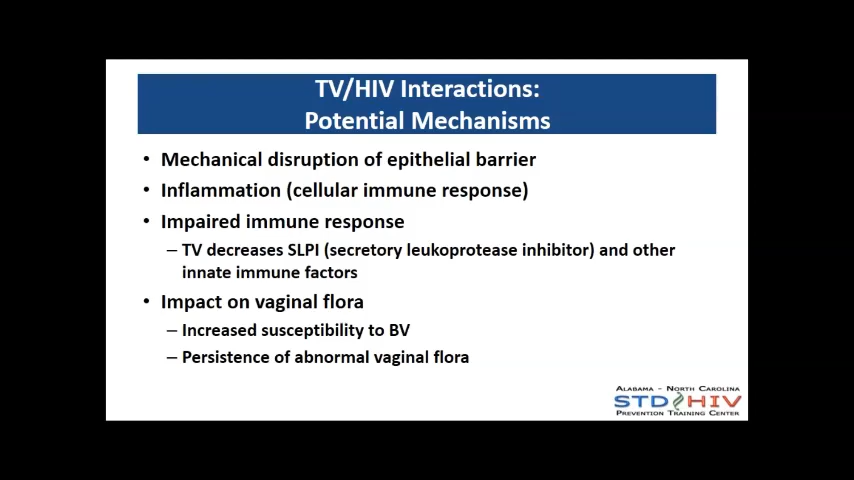 TV/HIV Interactions:
Potential Mechanisms
• Mechanical disruption of epithelial barrier
• Inflammation (cellular immune response)
• Impaired immune response
– TV decreases SLPI (secretory leukoprotease inhibitor) and other
innate immune factors
• Impact on vaginal flora
– Increased susceptibility to BV
– Persistence of abnormal vaginal flora
Alabama - North Carolina
STD HIV
Prevention Training Center